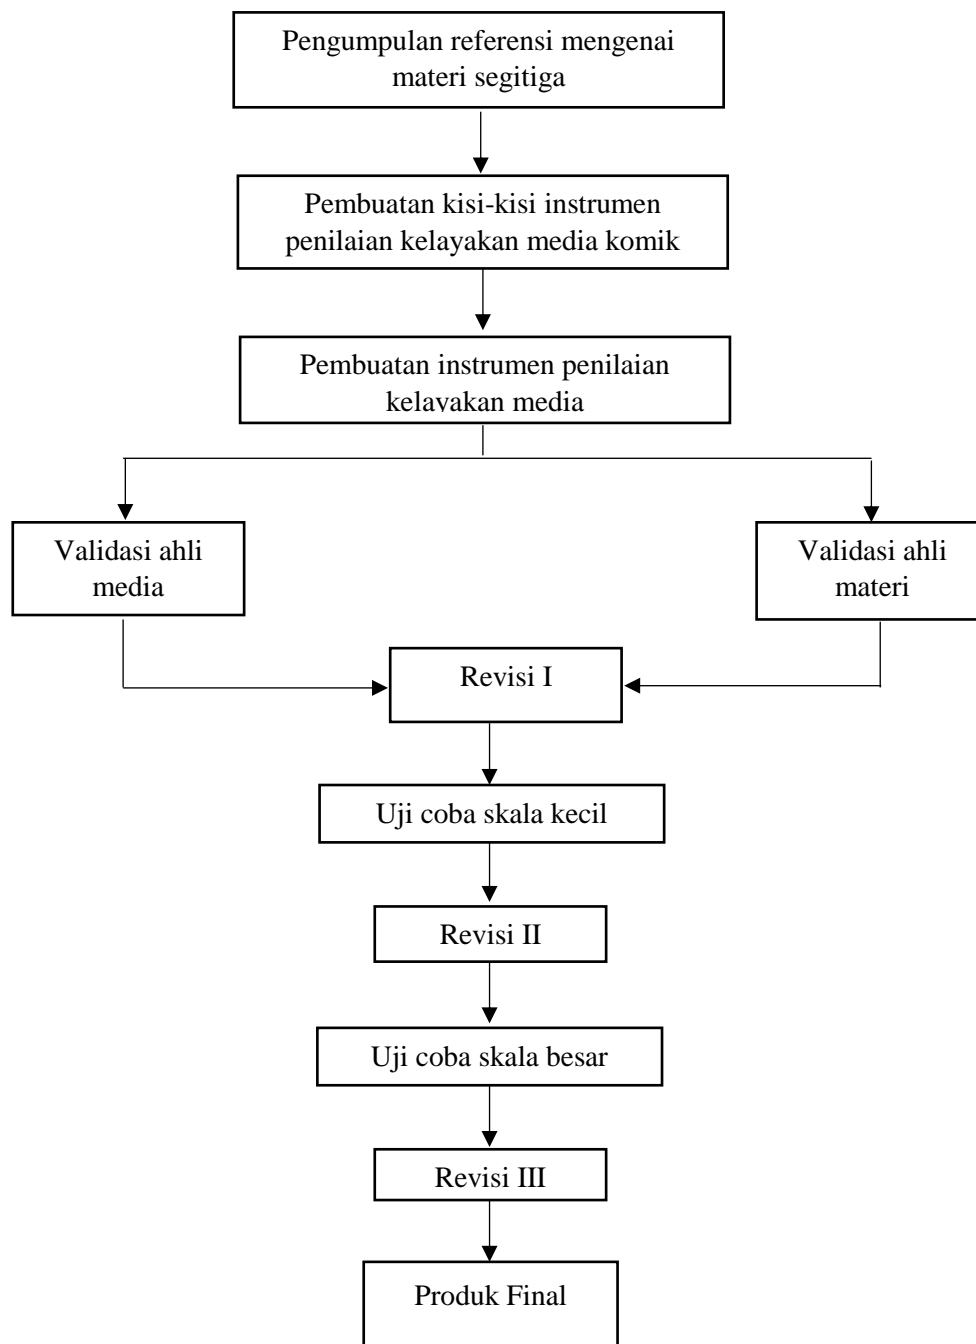 Pengumpulan referensi mengenai
materi segitiga
Pembuatan kisi-kisi instrumen
penilaian kelayakan media komik
Pembuatan instrumen penilaian
kelayakan media
Validasi ahli
media
Validasi ahli
materi
Revisi I
Uji coba skala kecil
Revisi II
Uji coba skala besar
Revisi III
Produk Final